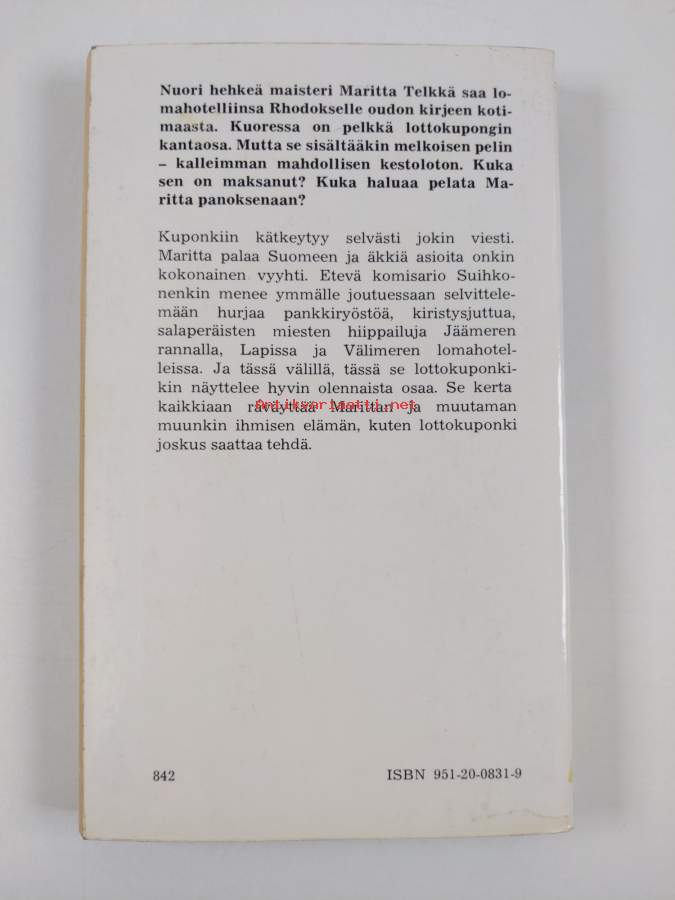 Nuori hehkeä maisteri Maritta Telkkä saa lo-
mahotelliinsa Rhodokselle oudon kirjeen koti-
maasta. Kuoressa on pelkkä lottokupongin
kantaosa. Mutta se sisältääkin melkoisen pelin
– kalleimman mahdollisen kestoloton. Kuka
sen on maksanut? Kuka haluaa pelata Ma-
ritta panoksenaan?
Kuponkiin kätkeytyy selvästi jokin viesti.
Maritta palaa Suomeen ja äkkiä asioita onkin
kokonainen vyyhti. Etevä komisario Suihko-
nenkin menee ymmälle joutuessaan selvittele-
mään hurjaa pankkiryöstöä, kiristysjuttua,
salaperäisten miesten hiippailuja Jäämeren
rannalla, Lapissa ja Välimeren lomahotel-
leissa. Ja tässä välillä, tässä se lottokuponki-
kin näyttelee hyvin olennaista osaa. Se kerta
kaikkiaan räväyttää Marittan ja muutaman
Antikvariaatti.net
muunkin ihmisen elämän, kuten lottokuponki
joskus saattaa tehdä.
842
ISBN 951-20-0831-9